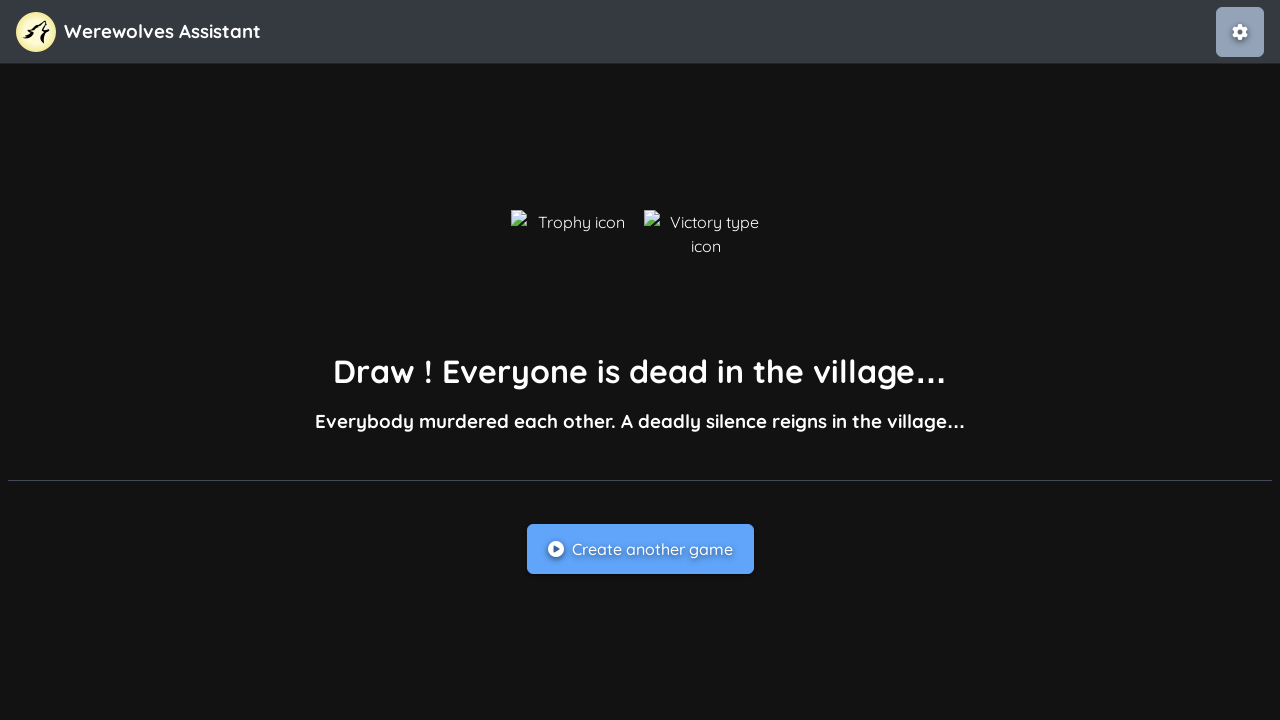 Werewolves Assistant
Trophy icon
Victory type
icon
Draw ! Everyone is dead in the village...
Everybody murdered each other. A deadly silence reigns in the village...
Create another game